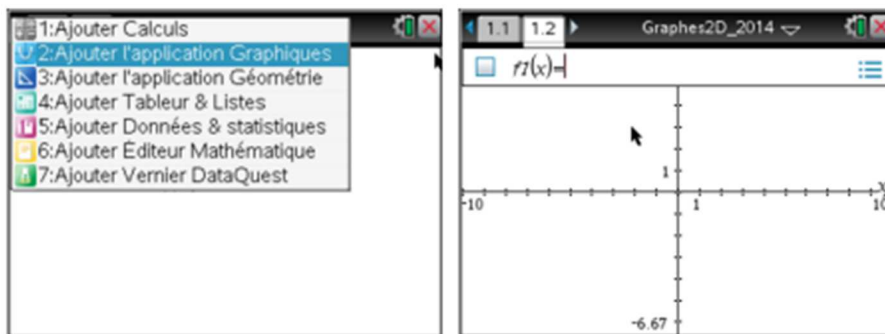 1:Ajouter Calculs
2:Ajouter l'application Graphiques
3:Ajouter l'application Géométrie
4:Ajouter Tableur & Listes
5:Ajouter Données & statistiques
6:Ajouter Éditeur Mathématique
7:Ajouter Vernier DataQuest
1.1 1.2 Graphes2D_2014
f1(x)=
1
x
-10 1 10
-6.67